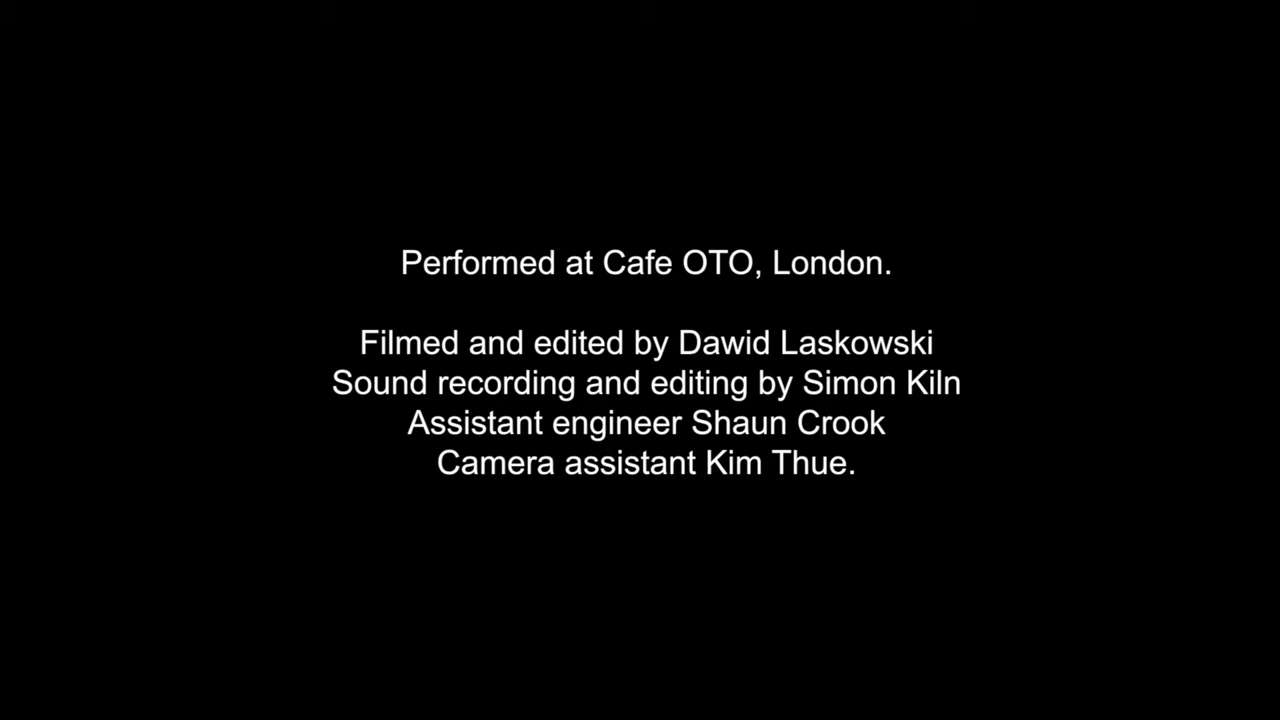 Performed at Cafe OTO, London.
Filmed and edited by Dawid Laskowski
Sound recording and editing by Simon Kiln
Assistant engineer Shaun Crook
Camera assistant Kim Thue.